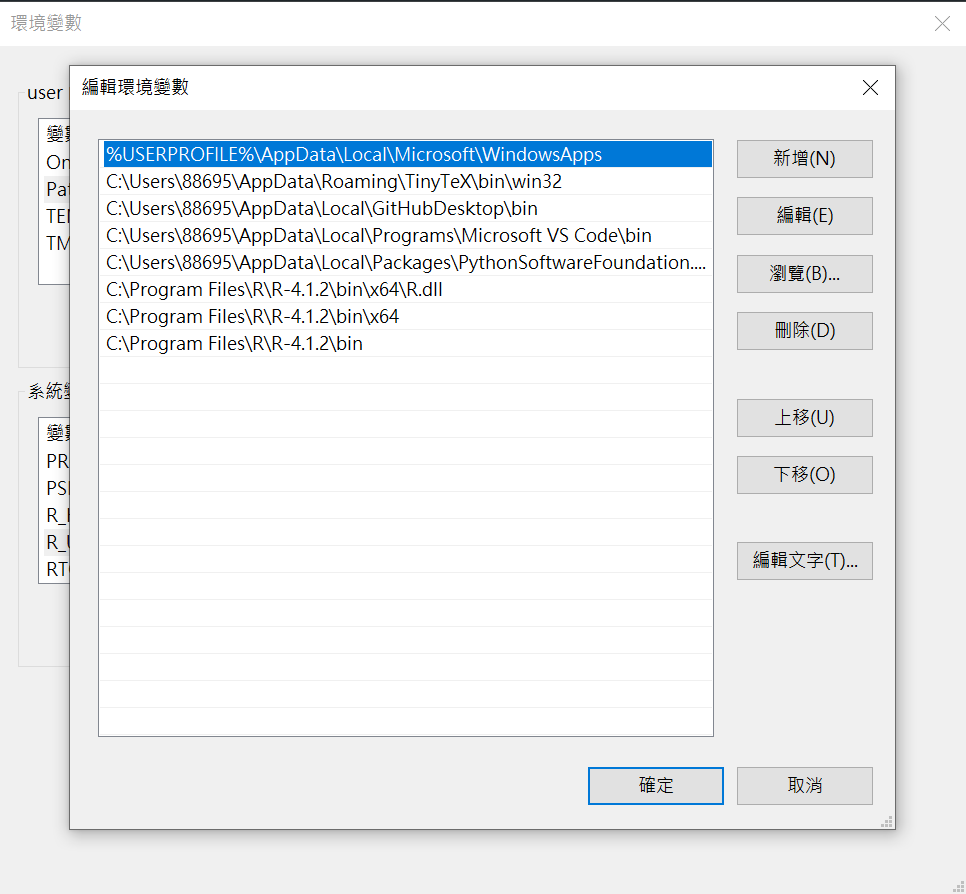 環境變數
編輯環境變數
user
變數
On
Pa
TE
TM
%USERPROFILE%\AppData\Local\Microsoft\WindowsApps
C:\Users\88695\AppData\Roaming\TinyTeX\bin\win32
C:\Users\88695\AppData\Local\GitHubDesktop\bin
C:\Users\88695\AppData\Local\Programs\Microsoft VS Code\bin
C:\Users\88695\AppData\Local\Packages\PythonSoftwareFoundation....
C:\Program Files\R\R-4.1.2\bin\x64\R.dll
C:\Program Files\R\R-4.1.2\bin\x64
C:\Program Files\R\R-4.1.2\bin
新增(N)
編輯(E)
瀏覽(B)...
刪除(D)
上移(U)
下移(O)
編輯文字(T)...
系統變
變數
PR
PS
R_
R_
RT
確定
取消